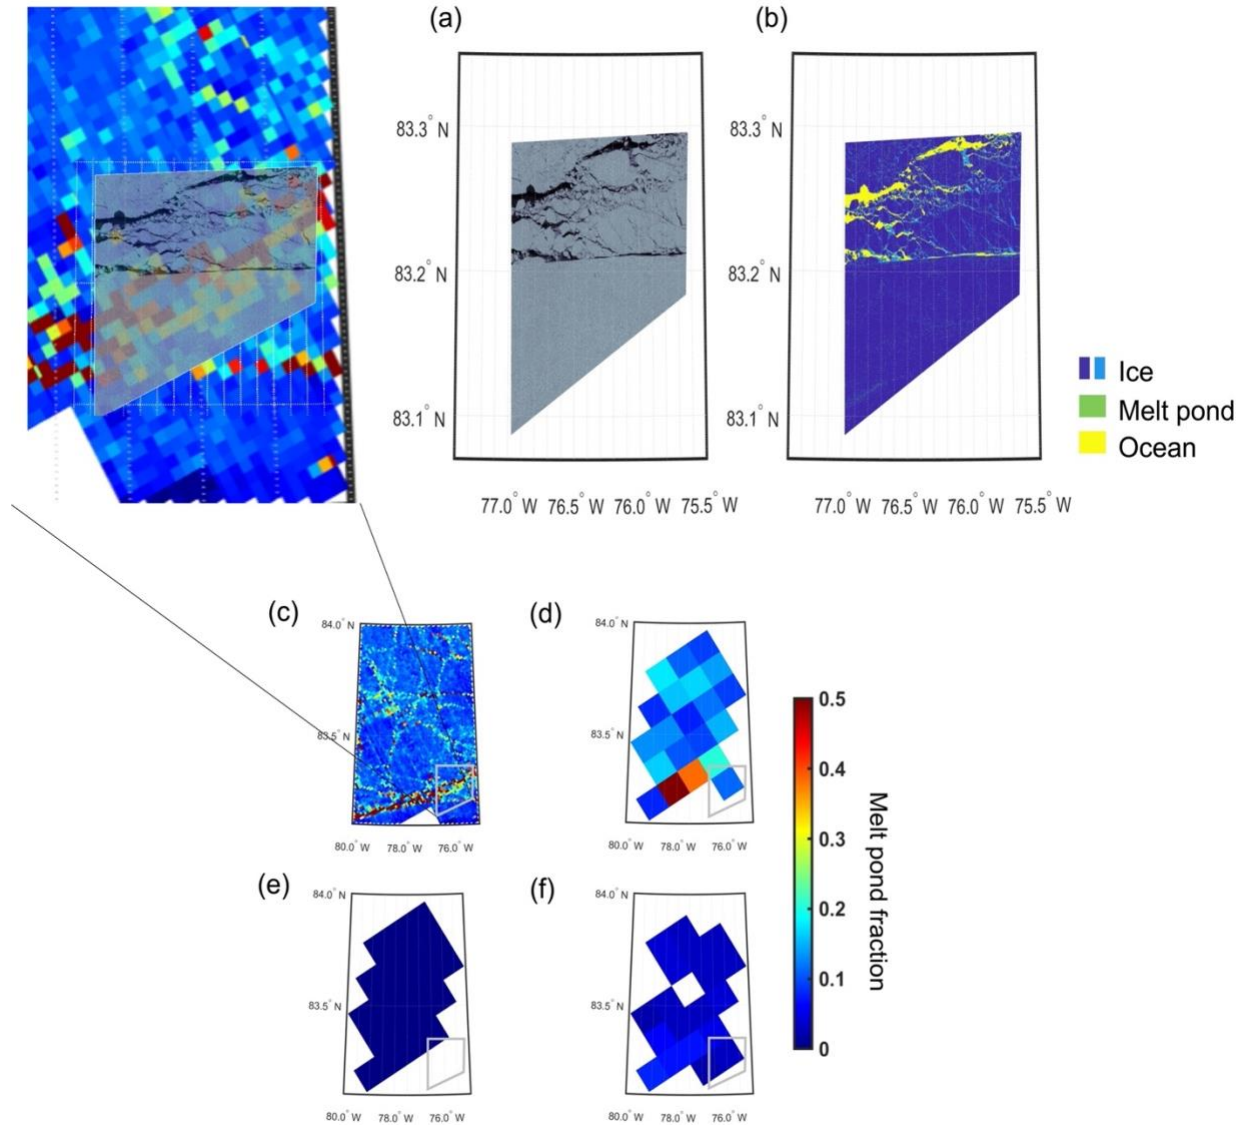 (a)
(b)
83.3° N
83.2° N
83.1° N
77.0° W 76.5° W 76.0° W 75.5° W
83.3° N
83.2° N
83.1° N
77.0° W 76.5° W 76.0° W 75.5° W
Ice
Melt pond
Ocean
(c)
84.0° N
83.5° N
80.0° W 78.0° W 76.0° W
(d)
84.0° N
83.5° N
80.0° W 78.0° W 76.0° W
(e)
84.0° N
83.5° N
80.0° W 78.0° W 76.0° W
(f)
84.0° N
83.5° N
80.0° W 78.0° W 76.0° W
0.5
0.4
0.3
0.2
0.1
0
Melt pond fraction